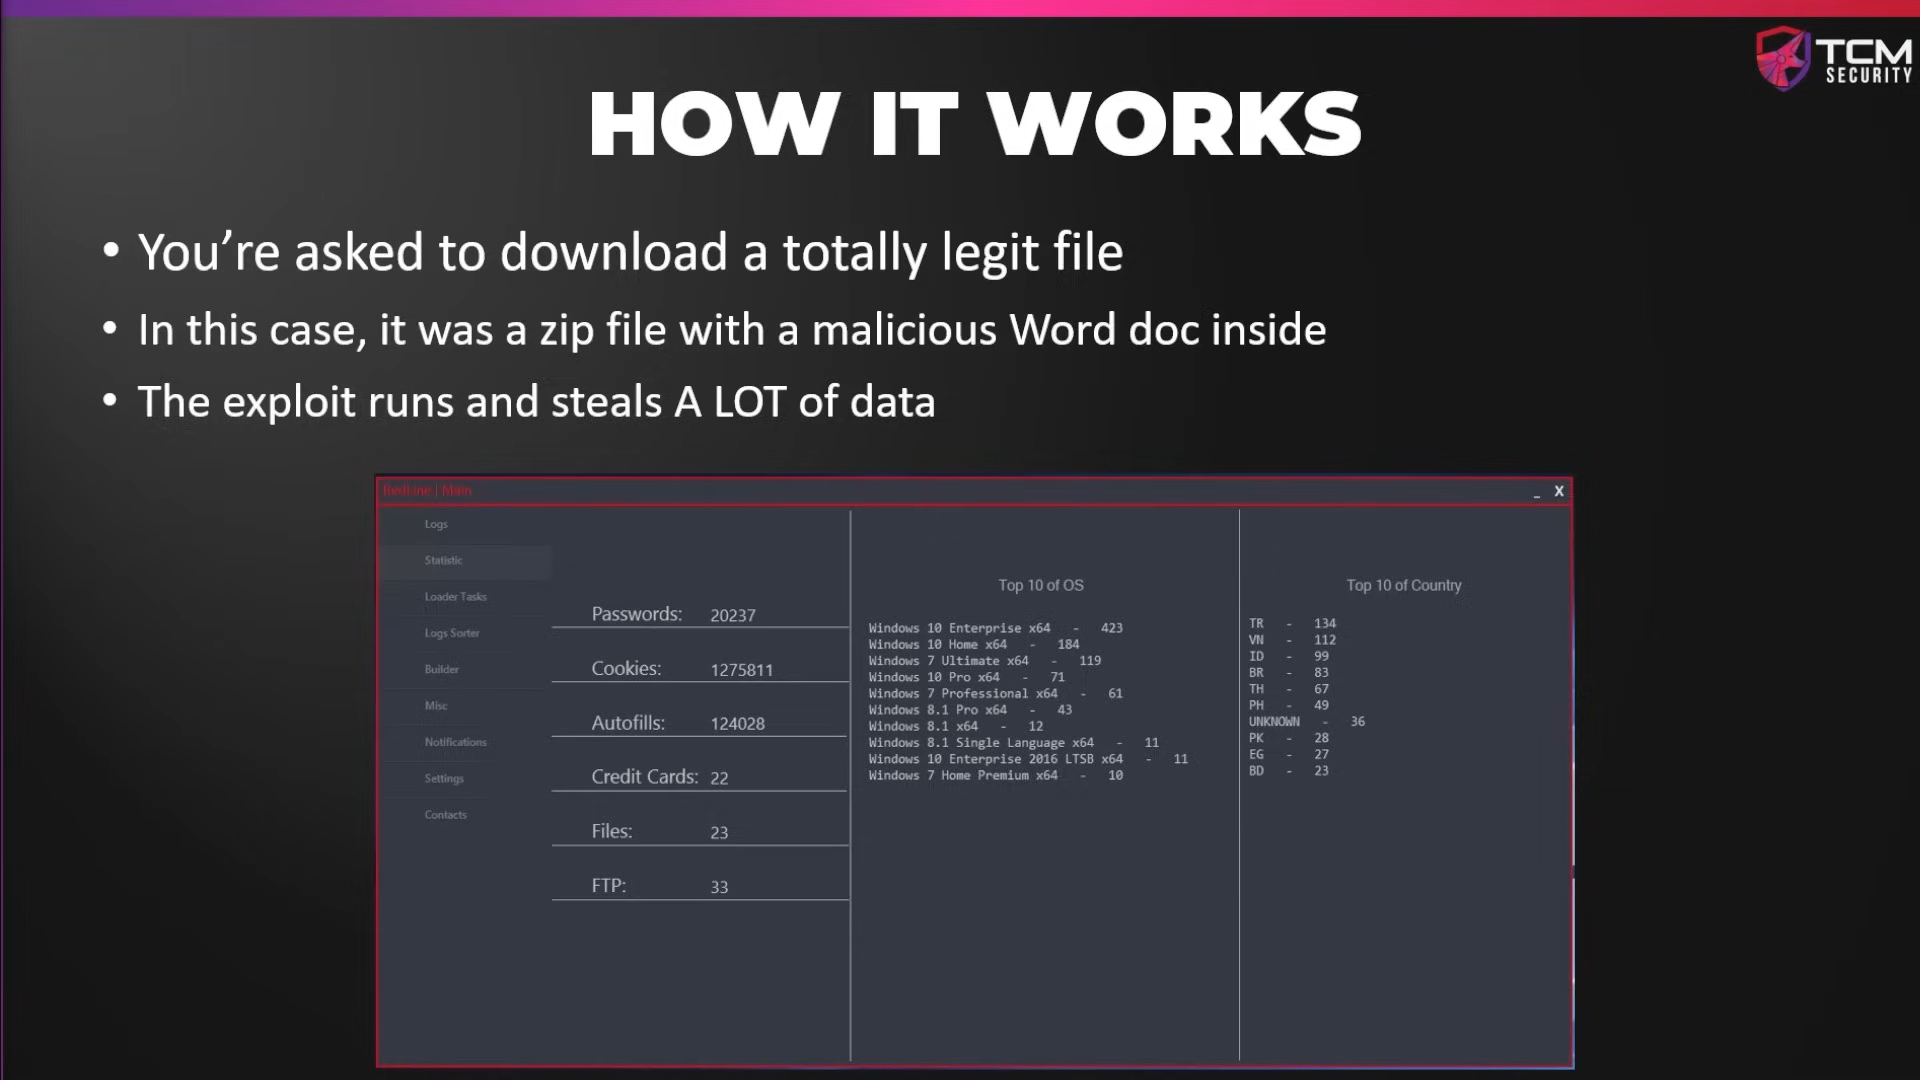 TCM
SECURITY
HOW IT WORKS
• You’re asked to download a totally legit file
• In this case, it was a zip file with a malicious Word doc inside
• The exploit runs and steals A LOT of data
RedLine | Main
_ X
Logs
Statistic
Loader Tasks
Logs Sorter
Builder
Misc
Notifications
Settings
Contacts
Passwords: 20237
Cookies: 1275811
Autofills: 124028
Credit Cards: 22
Files: 23
FTP: 33
Top 10 of OS
Windows 10 Enterprise x64 - 423
Windows 10 Home x64 - 184
Windows 7 Ultimate x64 - 119
Windows 10 Pro x64 - 71
Windows 7 Professional x64 - 61
Windows 8.1 Pro x64 - 43
Windows 8.1 x64 - 12
Windows 8.1 Single Language x64 - 11
Windows 10 Enterprise 2016 LTSB x64 - 11
Windows 7 Home Premium x64 - 10
Top 10 of Country
TR - 134
VN - 112
ID - 99
BR - 83
TH - 67
PH - 49
UNKNOWN - 36
PK - 28
EG - 27
BD - 23